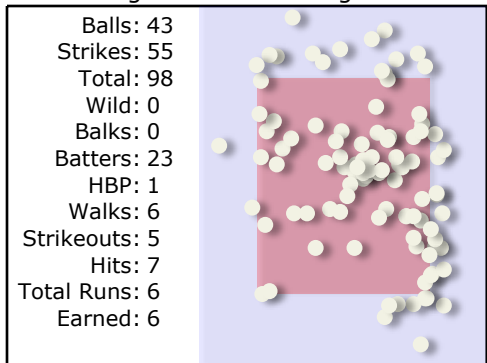 Balls: 43
Strikes: 55
Total: 98
Wild: 0
Balks: 0
Batters: 23
HBP: 1
Walks: 6
Strikeouts: 5
Hits: 7
Total Runs: 6
Earned: 6